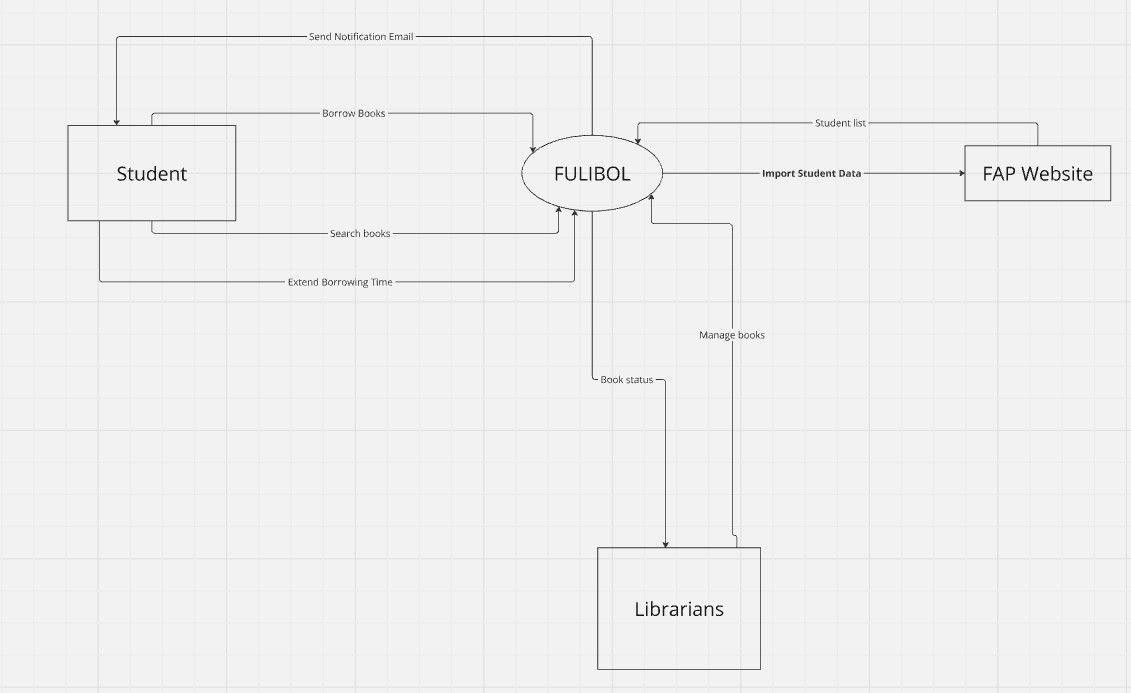 Send Notification Email
Borrow Books
Student list
Student
FULIBOL
Import Student Data
FAP Website
Search books
Extend Borrowing Time
Manage books
Book status
Librarians